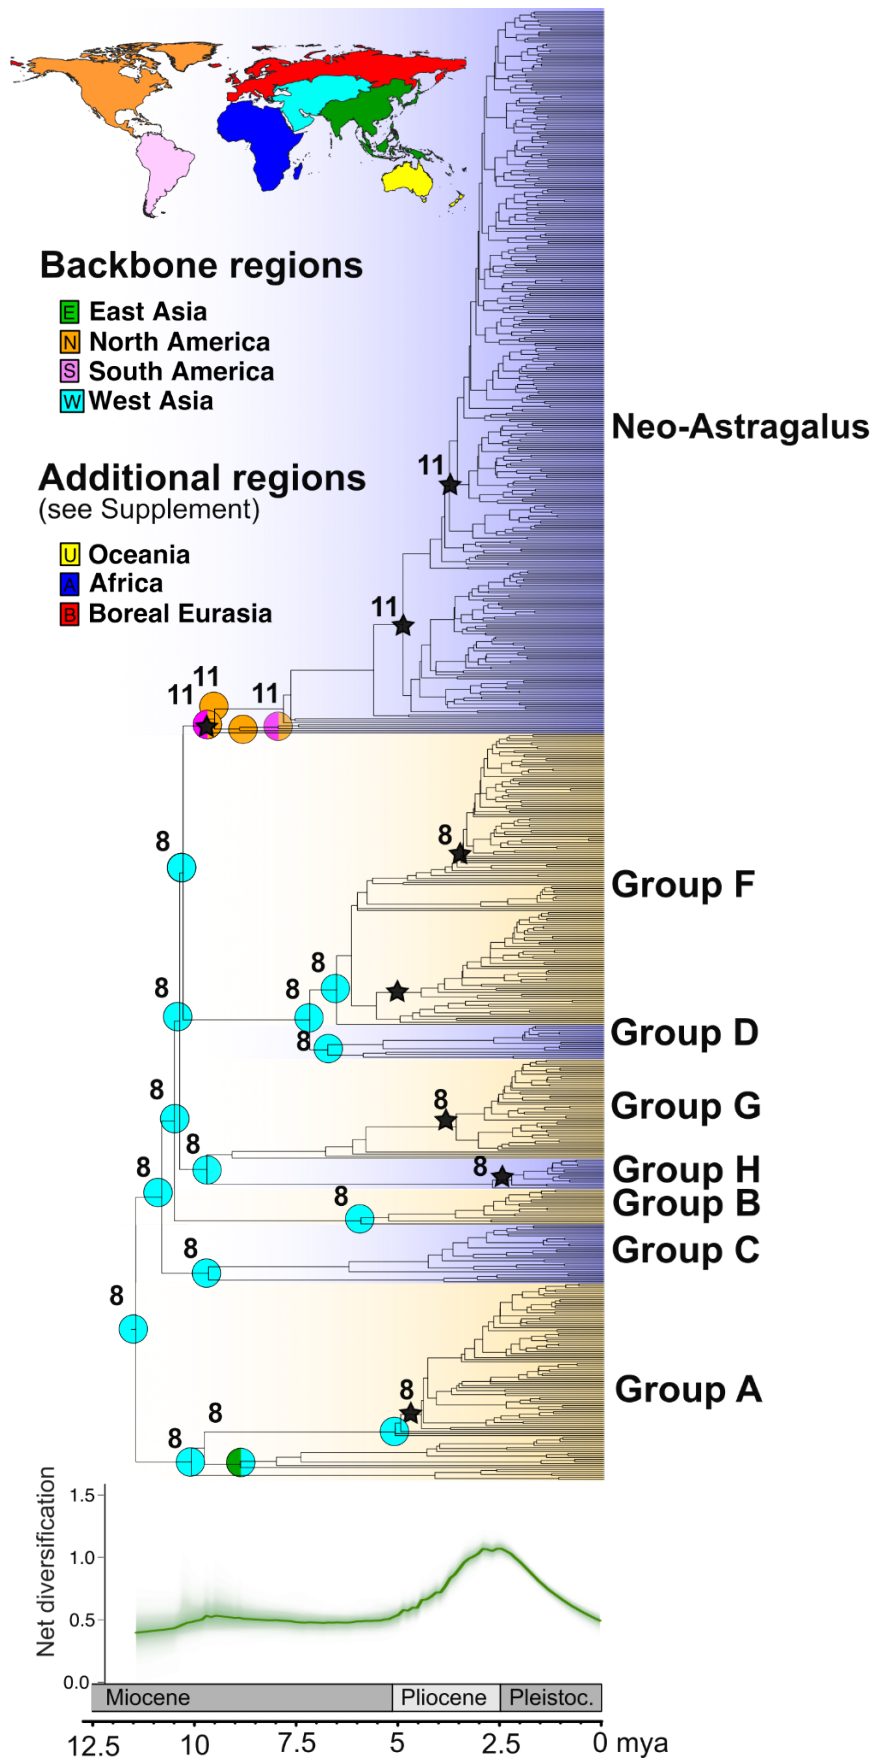 Backbone regions
E East Asia
N North America
S South America
W West Asia
Additional regions
(see Supplement)
U Oceania
A Africa
B Boreal Eurasia
Neo-Astragalus
11
11
11
11
11
8
8
Group F
8
8
8
8
Group D
8
8
Group G
8
8
Group H
8
8
Group B
8
Group C
8
8
Group A
8
8
Net diversification
1.5
1.0
0.5
0.0
Miocene
Pliocene
Pleistoc.
12.5 10 7.5 5 2.5 0 mya